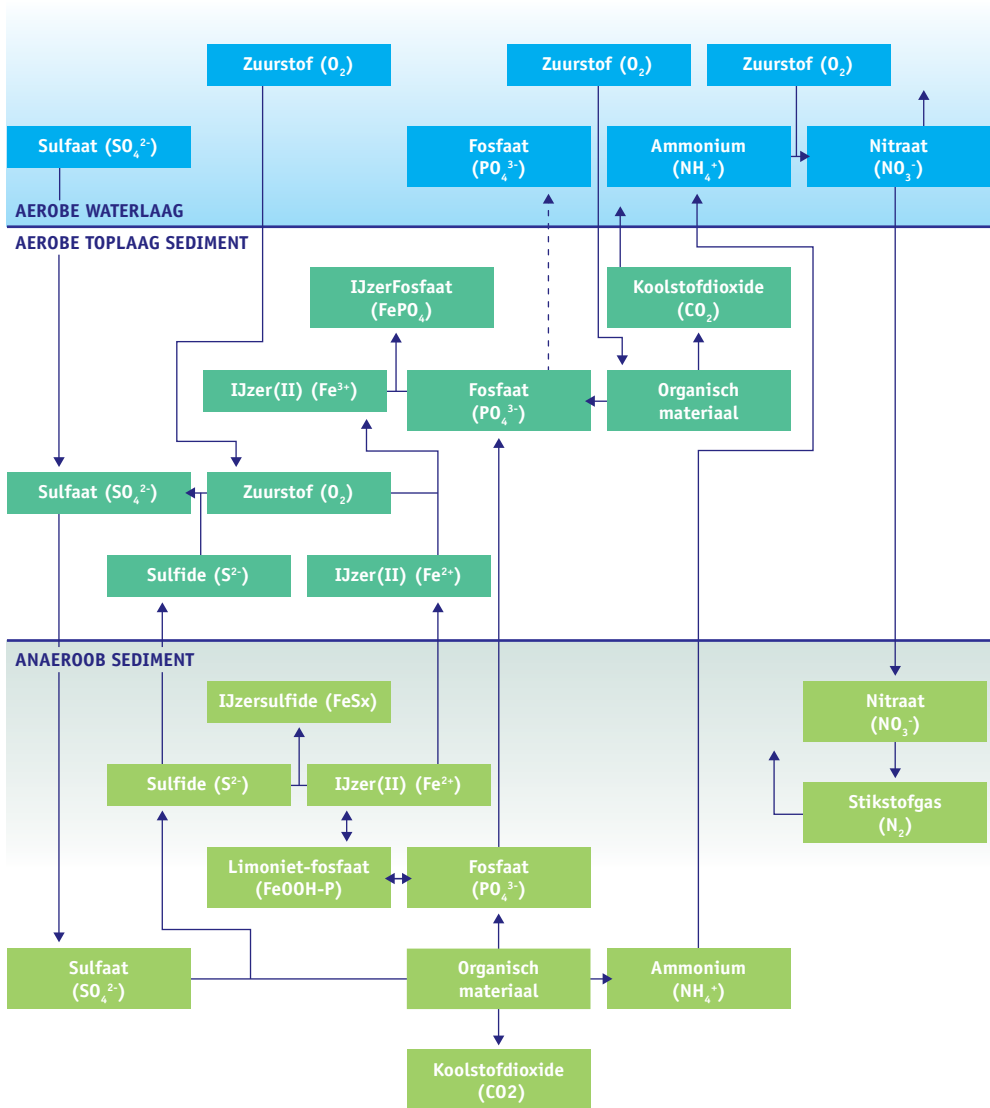 Zuurstof (O₂)
Zuurstof (O₂)
Zuurstof (O₂)
Sulfaat (SO₄²⁻)
Fosfaat
(PO₄³⁻)
Ammonium
(NH₄⁺)
Nitraat
(NO₃⁻)
AEROBE WATERLAAG
AEROBE TOPLAAG SEDIMENT
IJzerFosfaat
(FePO₄)
Koolstofdioxide
(CO₂)
IJzer(II) (Fe³⁺)
Fosfaat
(PO₄³⁻)
Organisch
materiaal
Sulfaat (SO₄²⁻)
Zuurstof (O₂)
Sulfide (S²⁻)
IJzer(II) (Fe²⁺)
ANAEROOB SEDIMENT
IJzersulfide (FeSx)
Nitraat
(NO₃⁻)
Sulfide (S²⁻)
IJzer(II) (Fe²⁺)
Stikstofgas
(N₂)
Limoniet-fosfaat
(FeOOH-P)
Fosfaat
(PO₄³⁻)
Sulfaat
(SO₄²⁻)
Organisch
materiaal
Ammonium
(NH₄⁺)
Koolstofdioxide
(CO2)